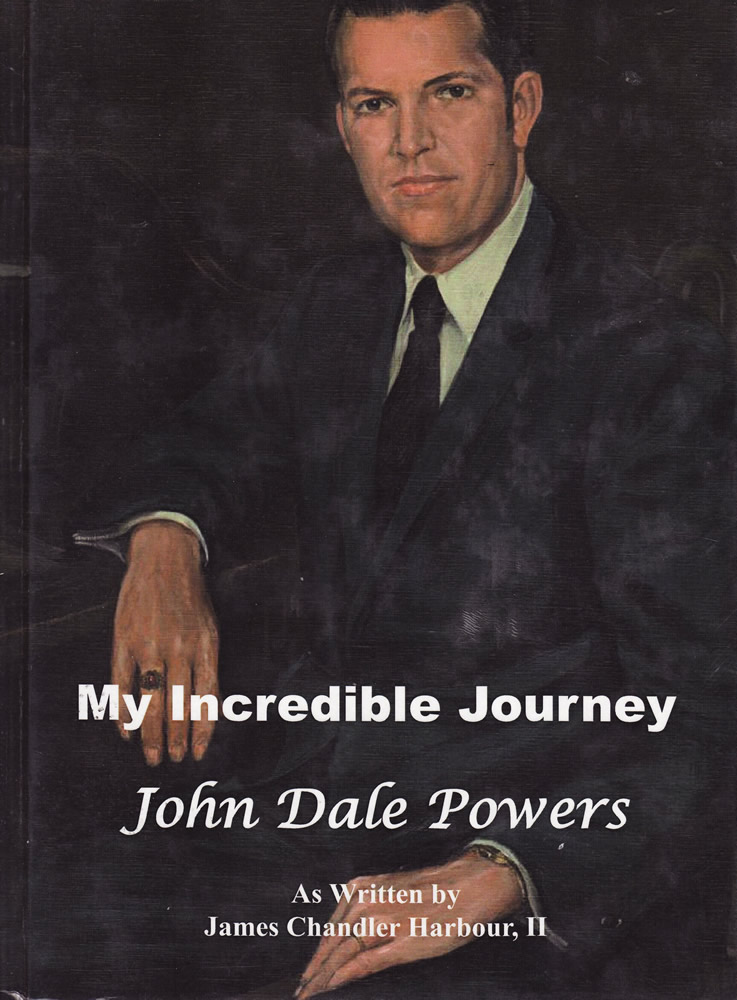 My Incredible Journey
John Dale Powers
As Written by
James Chandler Harbour, II